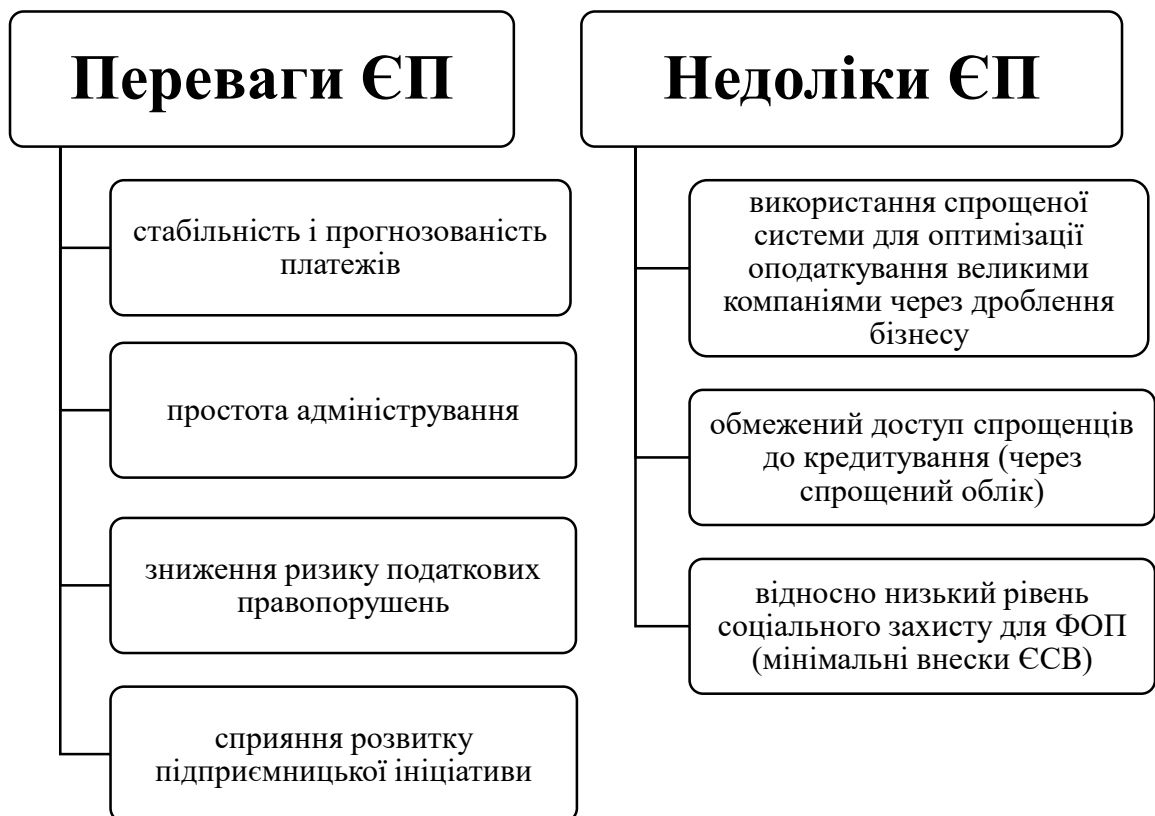 Переваги ЄП
стабільність і прогнозованість
платежів
простота адміністрування
зниження ризику податкових
правопорушень
сприяння розвитку
підприємницької ініціативи
Недоліки ЄП
використання спрощеної
системи для оптимізації
оподаткування великими
компаніями через дроблення
бізнесу
обмежений доступ спрощенців
до кредитування (через
спрощений облік)
відносно низький рівень
соціального захисту для ФОП
(мінімальні внески ЄСВ)